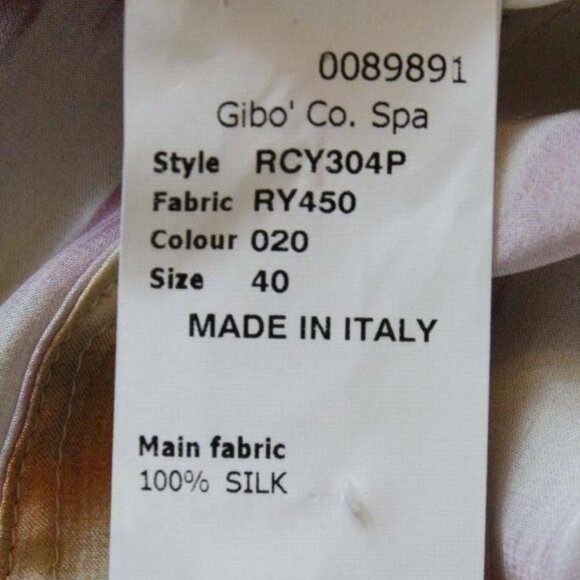 0089891
Gibo' Co. Spa
Style RCY304P
Fabric RY450
Colour 020
Size 40
MADE IN ITALY
Main fabric
100% SILK